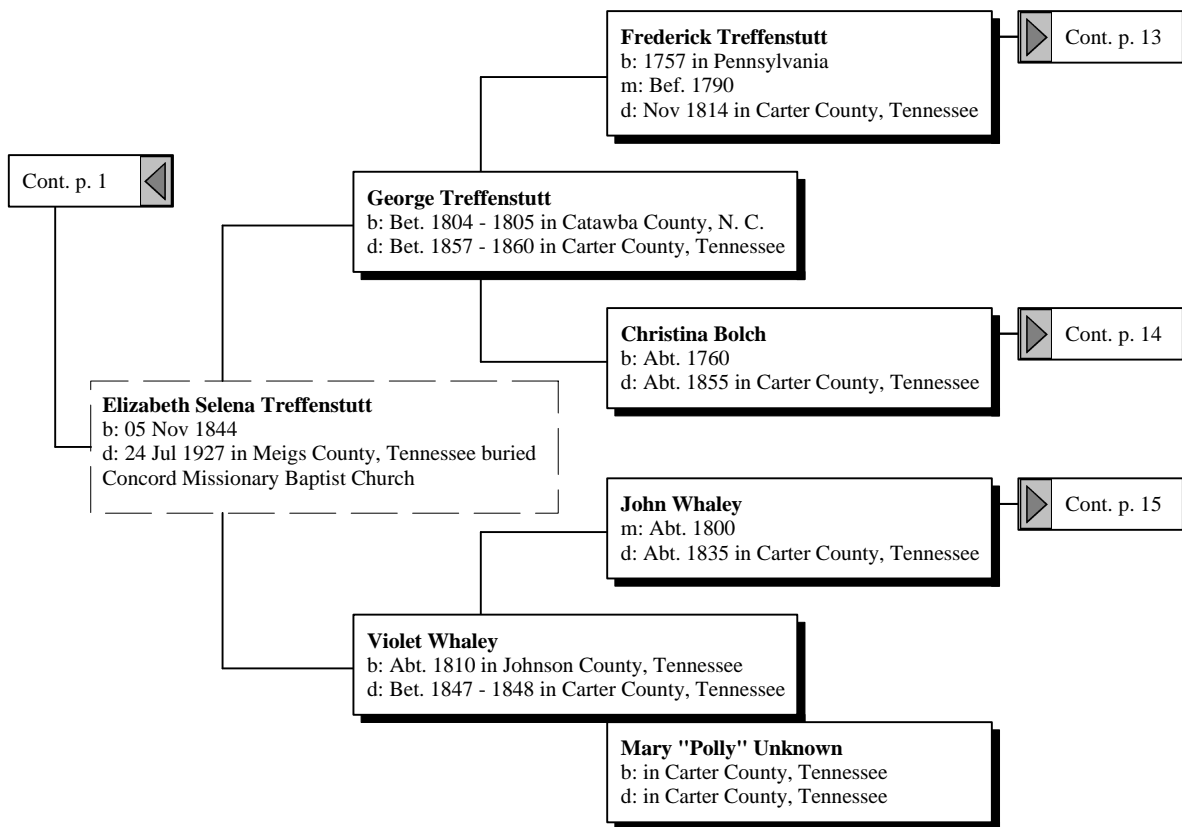 Frederick Treffenstutt
b: 1757 in Pennsylvania
m: Bef. 1790
d: Nov 1814 in Carter County, Tennessee
Cont. p. 13
Cont. p. 1
George Treffenstutt
b: Bet. 1804 - 1805 in Catawba County, N. C.
d: Bet. 1857 - 1860 in Carter County, Tennessee
Christina Bolch
b: Abt. 1760
d: Abt. 1855 in Carter County, Tennessee
Cont. p. 14
Elizabeth Selena Treffenstutt
b: 05 Nov 1844
d: 24 Jul 1927 in Meigs County, Tennessee buried
Concord Missionary Baptist Church
John Whaley
m: Abt. 1800
d: Abt. 1835 in Carter County, Tennessee
Cont. p. 15
Violet Whaley
b: Abt. 1810 in Johnson County, Tennessee
d: Bet. 1847 - 1848 in Carter County, Tennessee
Mary "Polly" Unknown
b: in Carter County, Tennessee
d: in Carter County, Tennessee